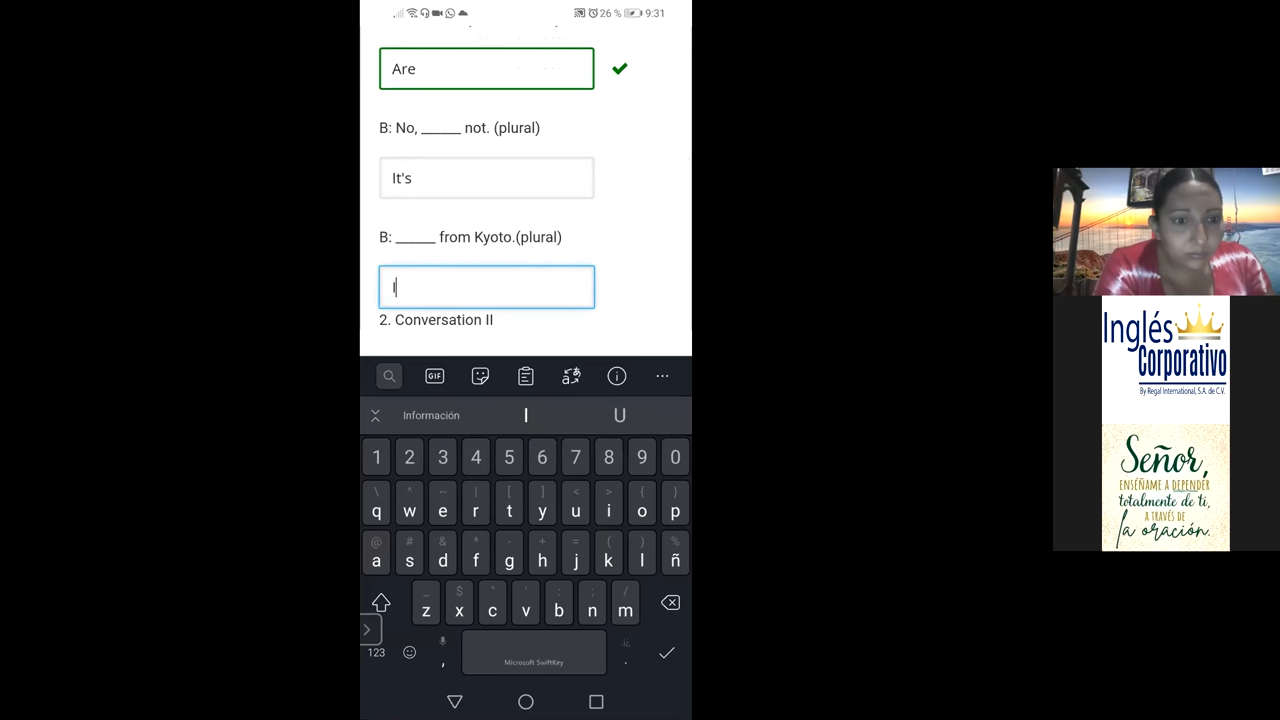 26 % 9:31
Are
B: No, ______ not. (plural)
It's
B: ______ from Kyoto.(plural)
I
2. Conversation II
GIF
Información I U
1 2 3 4 5 6 7 8 9 0
\ ^ ~ | [ ] < > { }
q w e r t y u i o p
@ # & * - + = ( ) %
a s d f g h j k l ñ
_ $ " ' : ; /
z x c v b n m
123 , Microsoft SwiftKey .
Inglés
Corporativo
By Regal International, S.A. de C.V.
Señor,
ENSÉÑAME A DEPENDER
totalmente de ti,
A TRAVÉS DE
la oración.